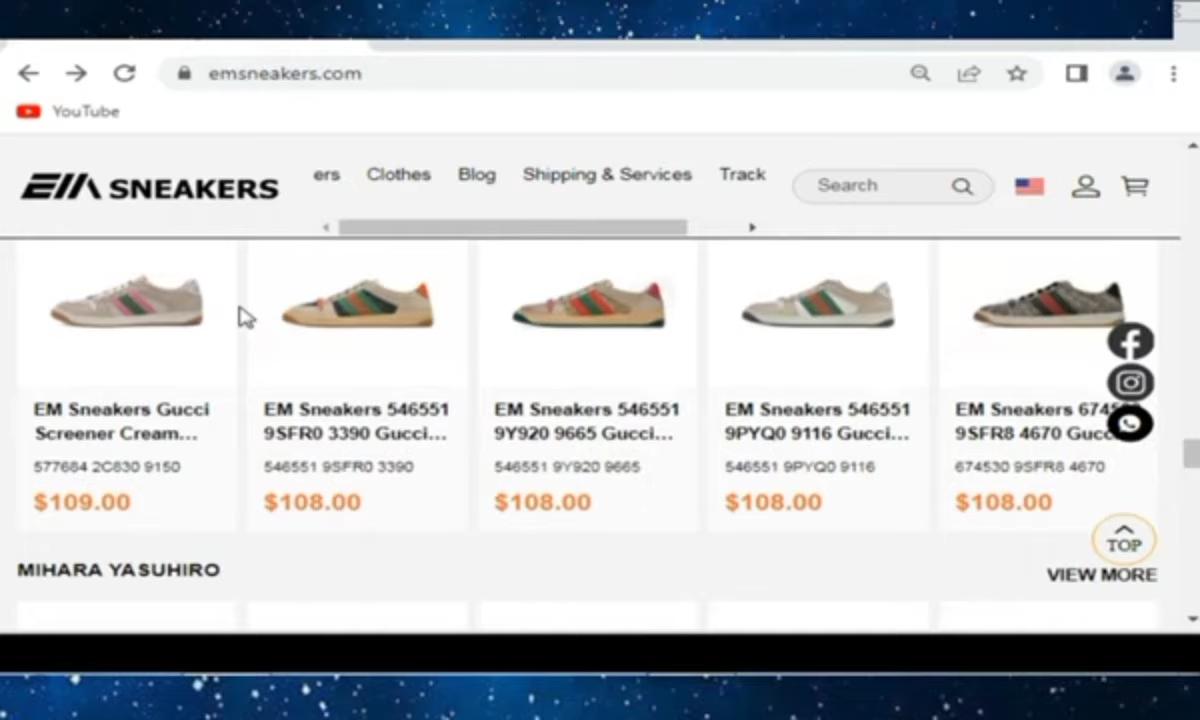 emsneakers.com
YouTube
EM SNEAKERS
ers Clothes Blog Shipping & Services Track
Search
EM Sneakers Gucci
Screener Cream...
577684 2C830 9150
$109.00
EM Sneakers 546551
9SFR0 3390 Gucci...
546551 9SFR0 3390
$108.00
EM Sneakers 546551
9Y920 9665 Gucci...
546551 9Y920 9665
$108.00
EM Sneakers 546551
9PYQ0 9116 Gucci...
546551 9PYQ0 9116
$108.00
EM Sneakers
9SFR8 4670
674530 9SFR8 4670
$108.00
TOP
MIHARA YASUHIRO
VIEW MORE